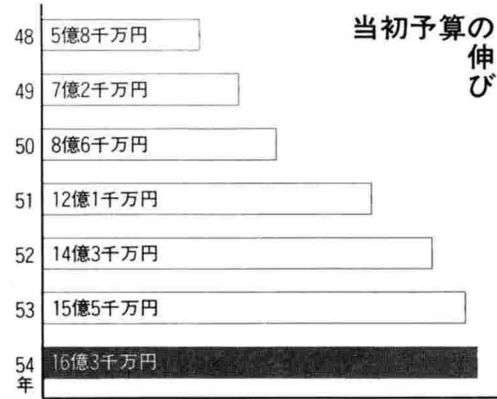 当初予算の
伸び
48 5億8千万円
49 7億2千万円
50 8億6千万円
51 12億1千万円
52 14億3千万円
53 15億5千万円
54 16億3千万円
年